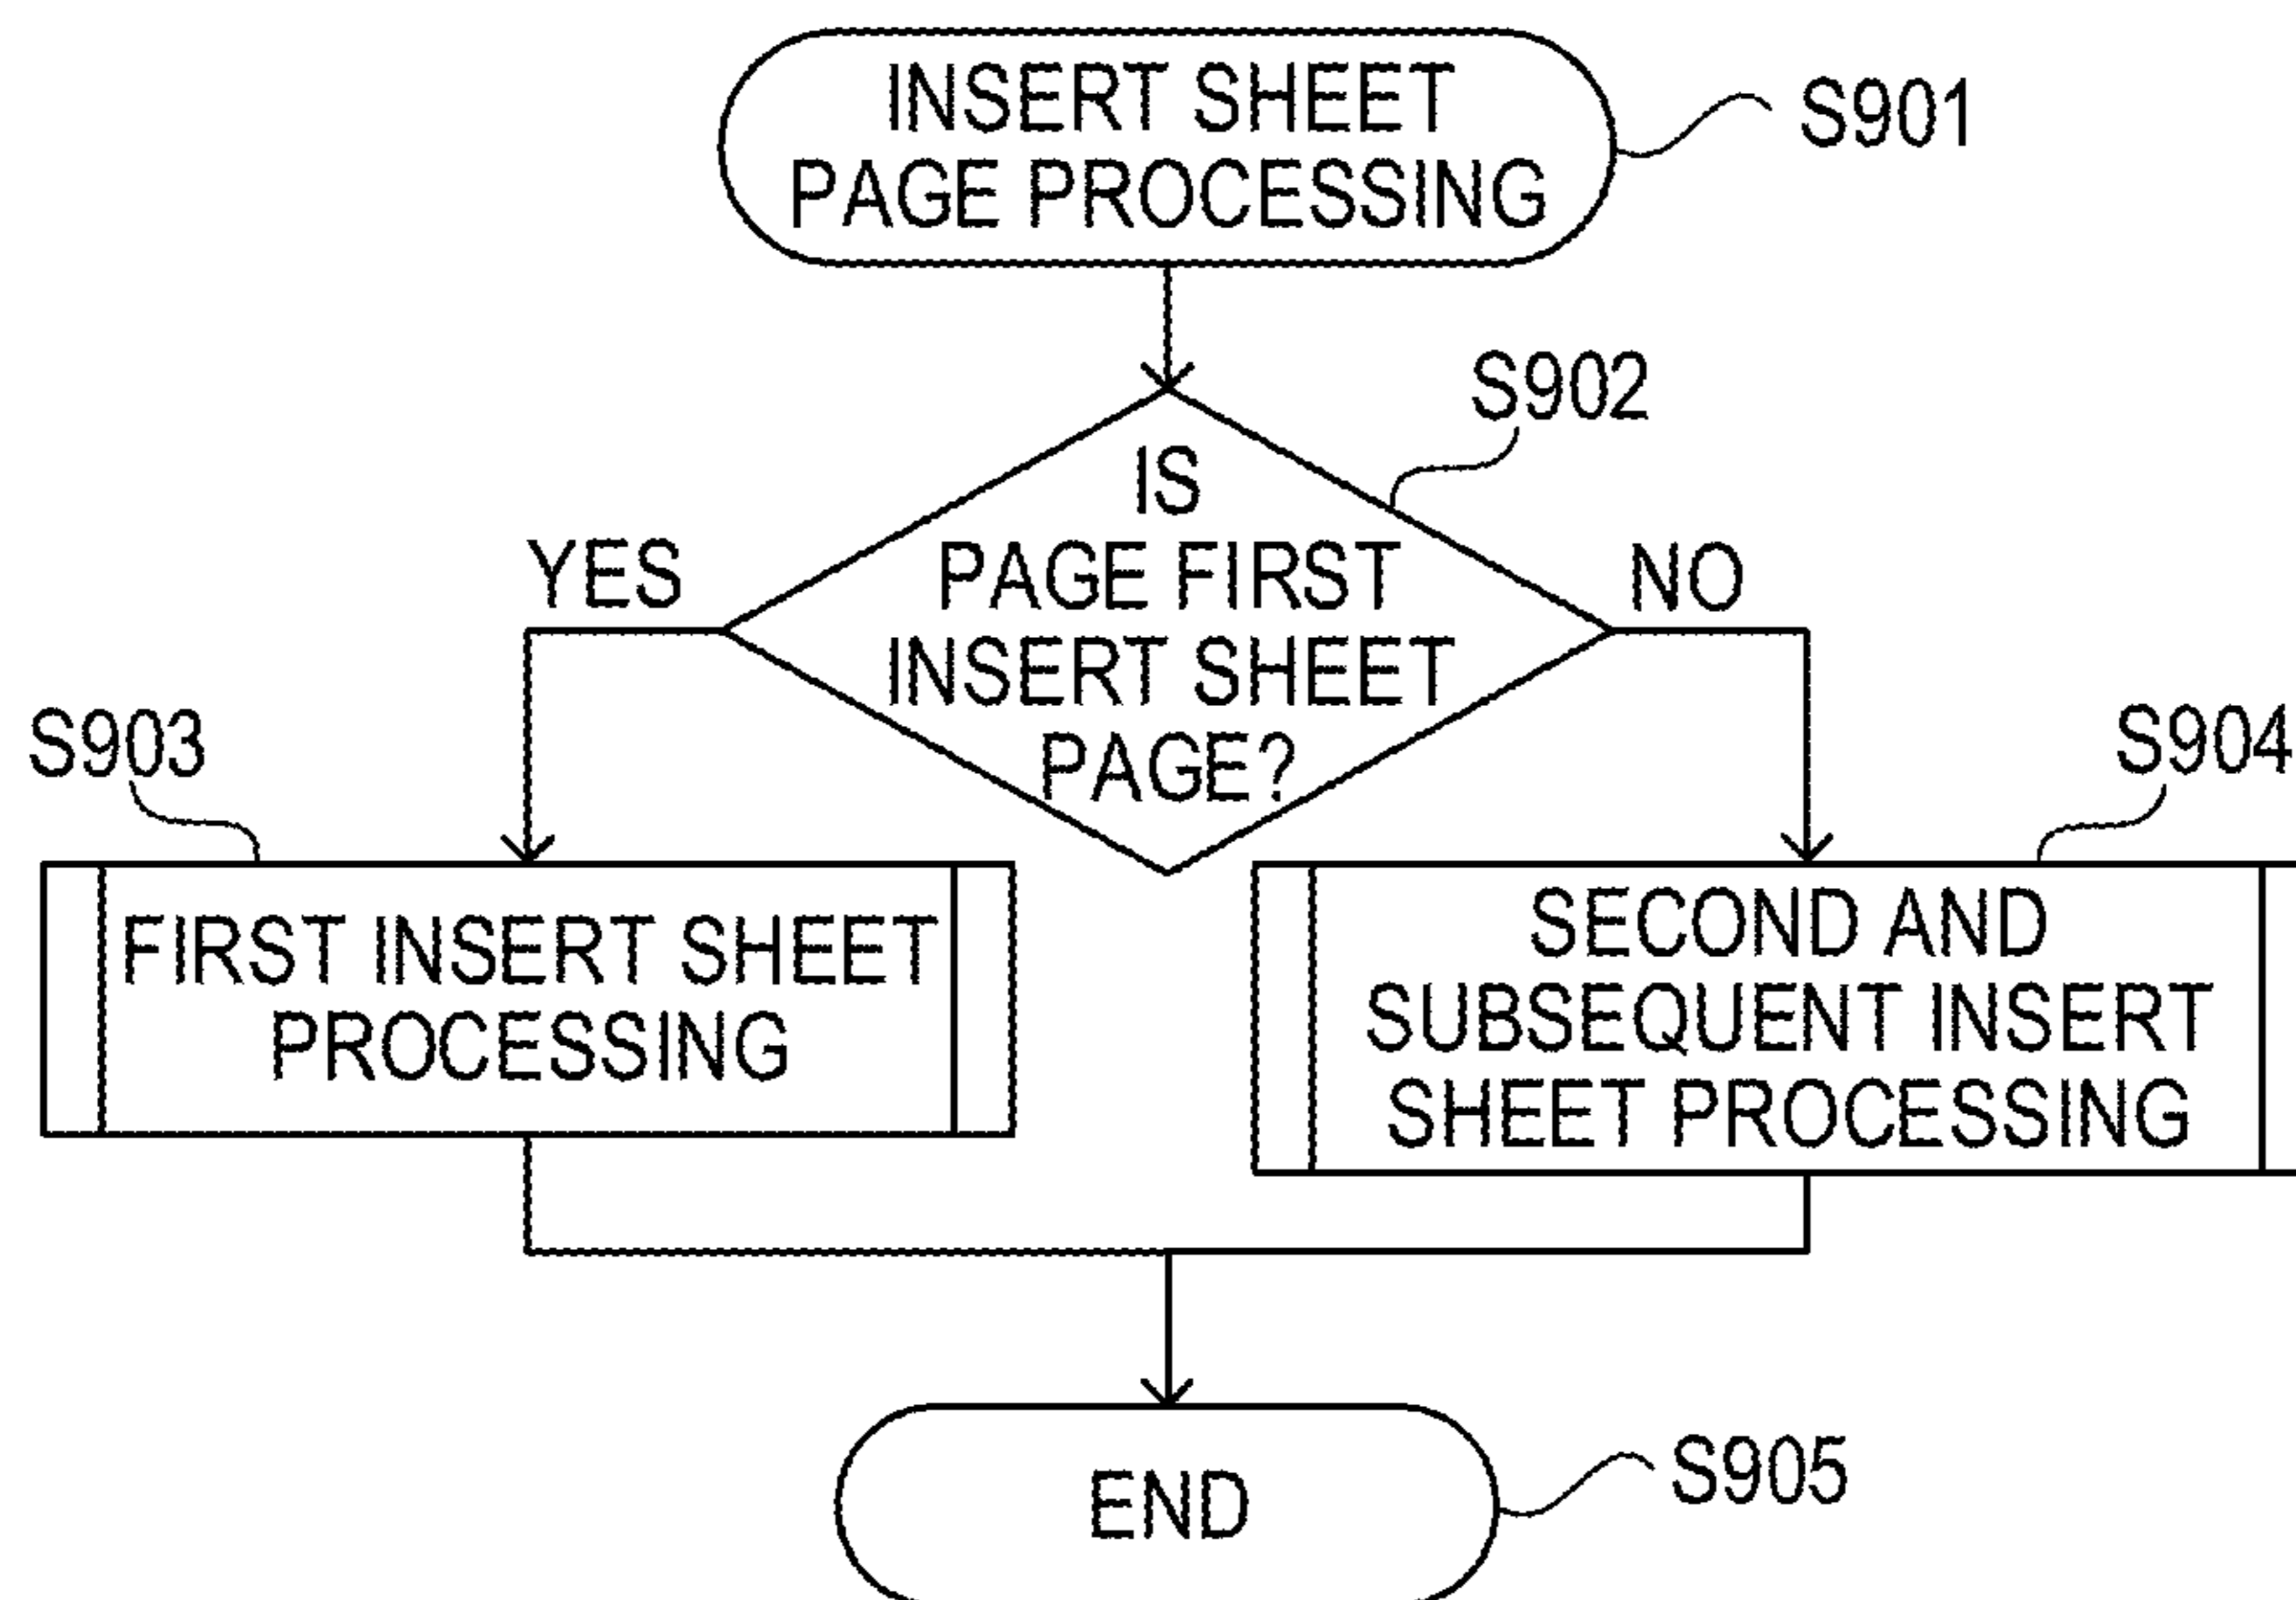 INSERT SHEET
PAGE PROCESSING
S901
S902
IS
PAGE FIRST
INSERT SHEET
PAGE?
YES
NO
S903
S904
FIRST INSERT SHEET
PROCESSING
SECOND AND
SUBSEQUENT INSERT
SHEET PROCESSING
END
S905